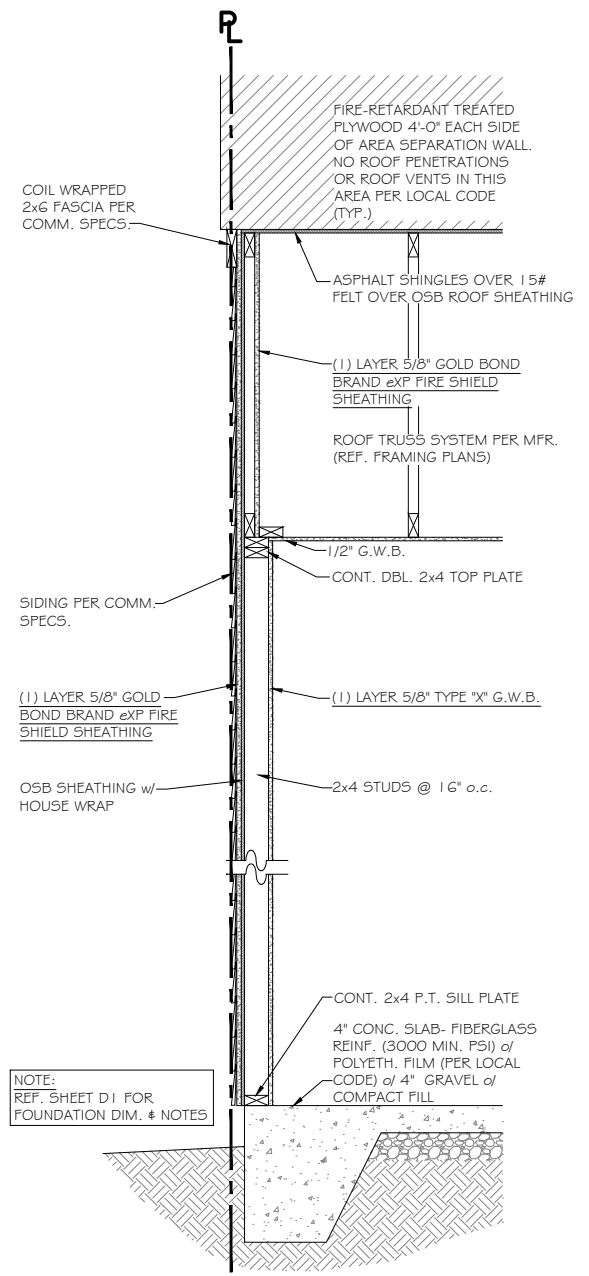 PL
FIRE-RETARDANT TREATED
PLYWOOD 4'-0" EACH SIDE
OF AREA SEPARATION WALL.
NO ROOF PENETRATIONS
OR ROOF VENTS IN THIS
AREA PER LOCAL CODE
(TYP.)
COIL WRAPPED
2x6 FASCIA PER
COMM. SPECS.
ASPHALT SHINGLES OVER 15#
FELT OVER OSB ROOF SHEATHING
(1) LAYER 5/8" GOLD BOND
BRAND eXP FIRE SHIELD
SHEATHING
ROOF TRUSS SYSTEM PER MFR.
(REF. FRAMING PLANS)
1/2" G.W.B.
CONT. DBL. 2x4 TOP PLATE
SIDING PER COMM.
SPECS.
(1) LAYER 5/8" GOLD
BOND BRAND eXP FIRE
SHIELD SHEATHING
(1) LAYER 5/8" TYPE "X" G.W.B.
OSB SHEATHING w/
HOUSE WRAP
2x4 STUDS @ 16" o.c.
CONT. 2x4 P.T. SILL PLATE
4" CONC. SLAB- FIBERGLASS
REINF. (3000 MIN. PSI) o/
POLYETH. FILM (PER LOCAL
CODE) o/ 4" GRAVEL o/
COMPACT FILL
NOTE:
REF. SHEET D1 FOR
FOUNDATION DIM. & NOTES